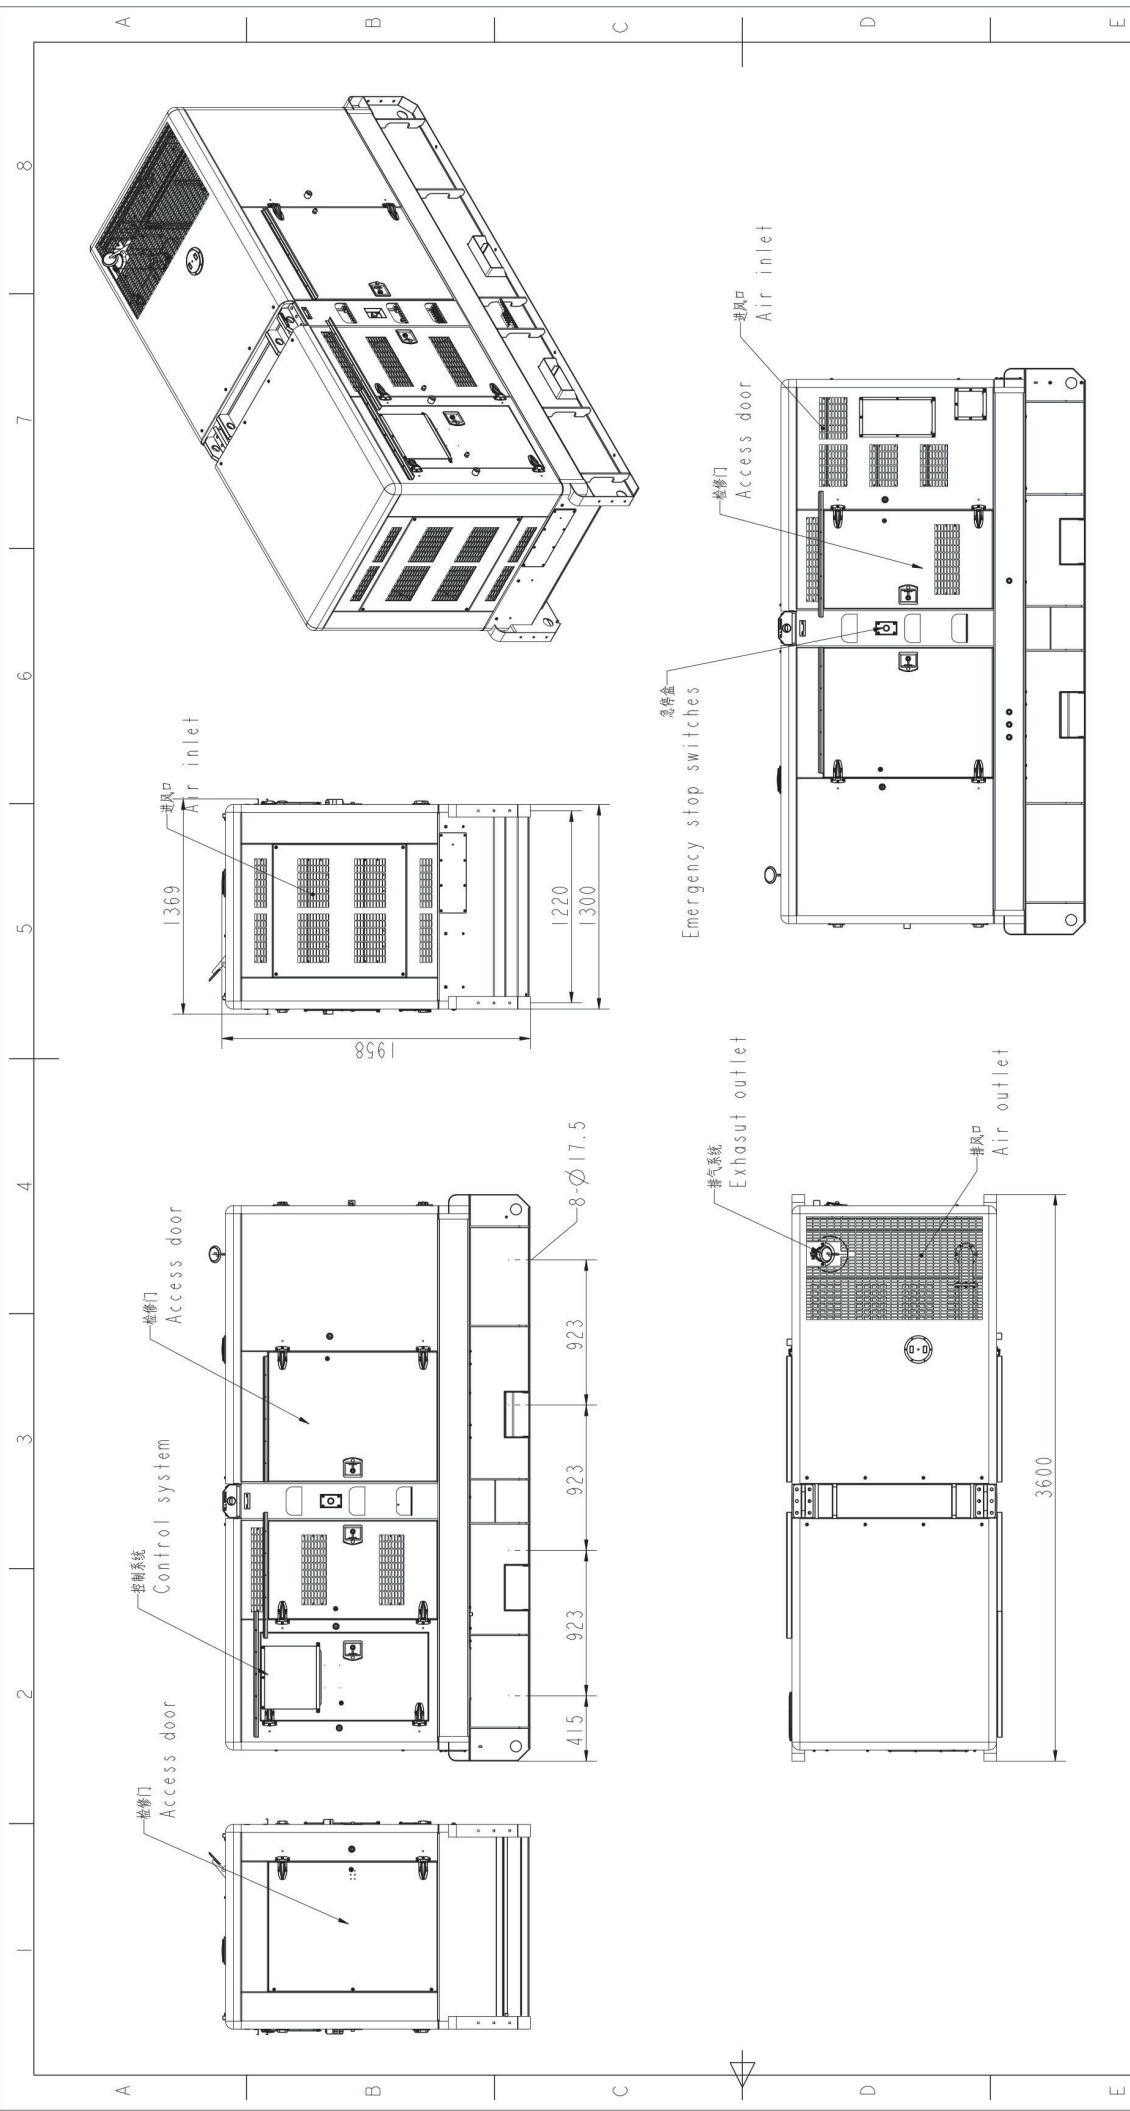 1 2 3 4 5 6 7 8
A
B
C
D
E
A
B
C
D
E
检修门
Access door
控制系统
Control system
检修门
Access door
415
923
923
923
8-Ø17.5
进风口
Air inlet
1369
1958
1220
1300
排气系统
Exhasut outlet
排风口
Air outlet
3600
急停盒
Emergency stop switches
检修门
Access door
进风口
Air inlet